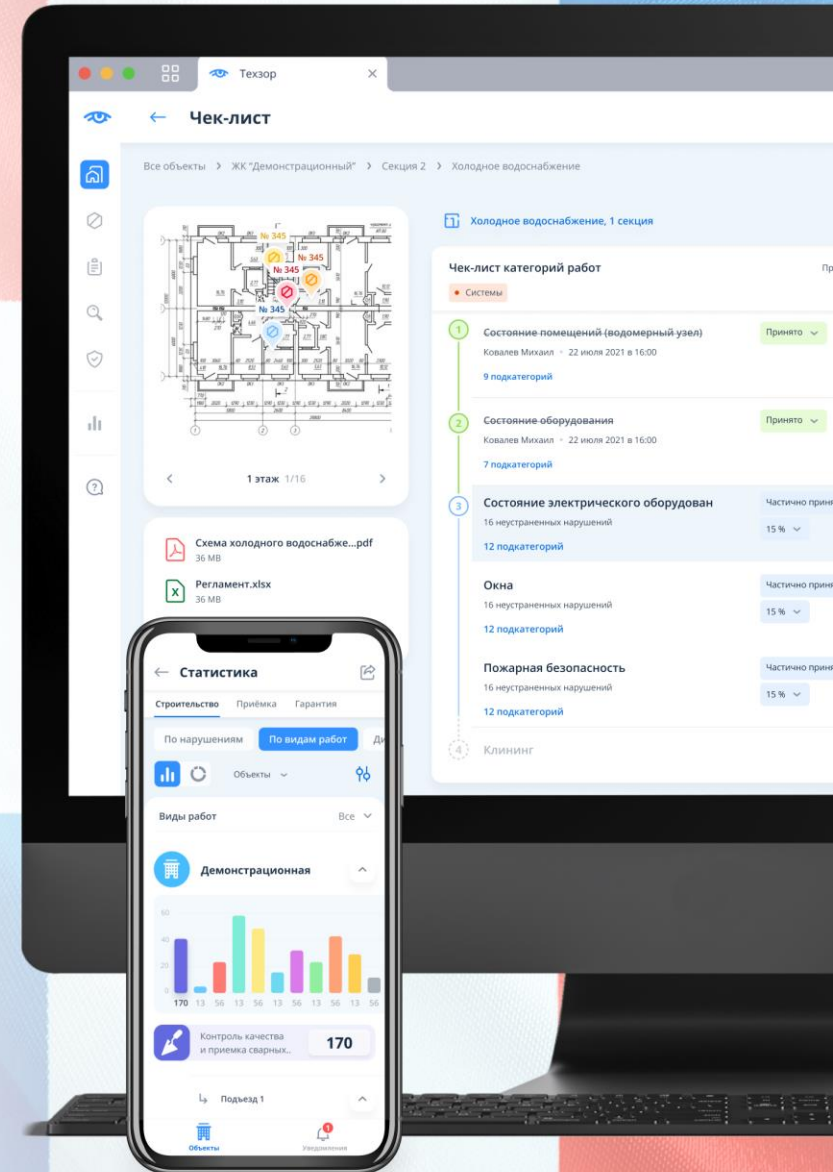 Техзор
Чек-лист
Все объекты > ЖК "Демонстрационный" > Секция 2 > Холодное водоснабжение
№ 345
№ 345
№ 345
№ 345
1 этаж 1/16
Схема холодного водоснабже...pdf
36 MB
Регламент.xlsx
36 MB
Холодное водоснабжение, 1 секция
Чек-лист категорий работ
Системы
1 Состояние помещений (водомерный узел) Принято
Ковалев Михаил • 22 июля 2021 в 16:00
9 подкатегорий
2 Состояние оборудования Принято
Ковалев Михаил • 22 июля 2021 в 16:00
7 подкатегорий
3 Состояние электрического оборудован Частично приня
16 неустраненных нарушений 15 %
12 подкатегорий
Окна Частично приня
16 неустраненных нарушений 15 %
12 подкатегорий
Пожарная безопасность Частично приня
16 неустраненных нарушений 15 %
12 подкатегорий
4 Клининг
Статистика
Строительство Приёмка Гарантия
По нарушениям По видам работ
Объекты
Виды работ Все
Демонстрационная
60
40
20
0
170 13 56 13 56 13 56 13 56 13 56
Контроль качества
и приемка сварных..
170
Подъезд 1
1
Объекты Уведомления